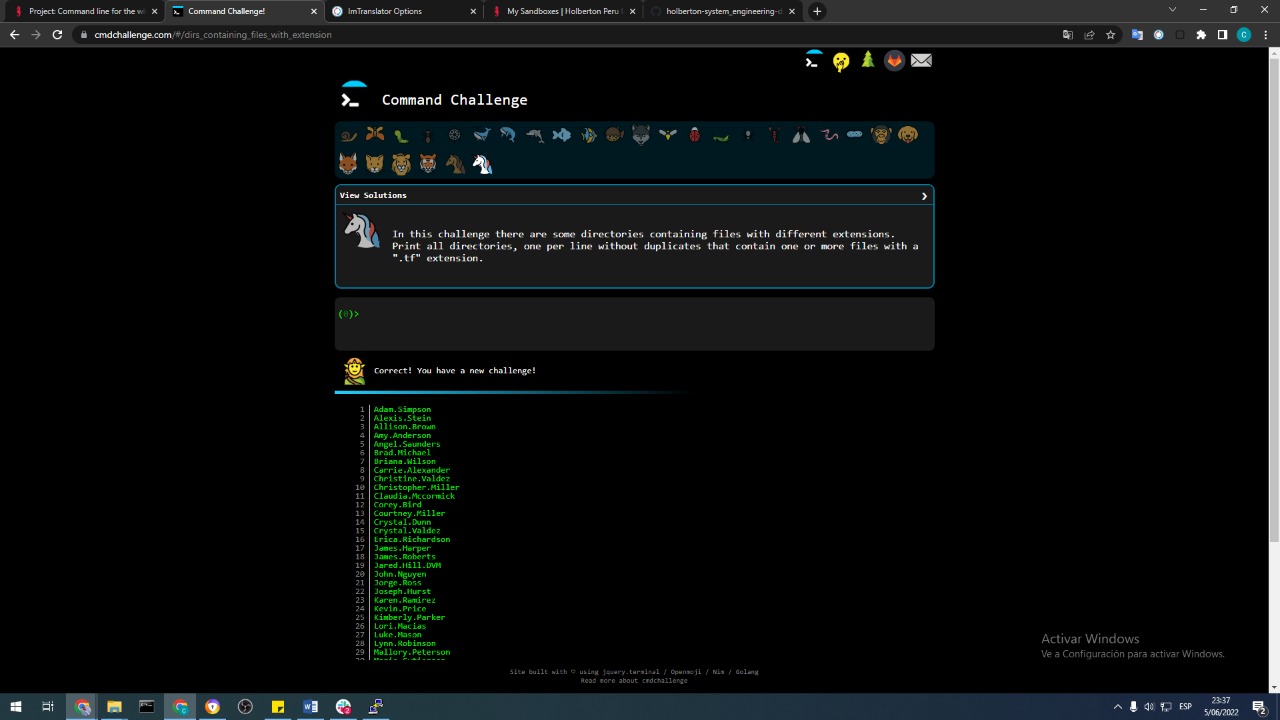 Project: Command line for the wi
Command Challenge!
ImTranslator Options
My Sandboxes | Holberton Peru
holberton-system_engineering-d
cmdchallenge.com/#/dirs_containing_files_with_extension
C
Command Challenge
View Solutions
In this challenge there are some directories containing files with different extensions.
Print all directories, one per line without duplicates that contain one or more files with a
".tf" extension.
(0)>
Correct! You have a new challenge!
1 Adam.Simpson
2 Alexis.Stein
3 Allison.Brown
4 Amy.Anderson
5 Angel.Saunders
6 Brad.Michael
7 Briana.Wilson
8 Carrie.Alexander
9 Christine.Valdez
10 Christopher.Miller
11 Claudia.Mccormick
12 Corey.Bird
13 Courtney.Miller
14 Crystal.Dunn
15 Crystal.Valdez
16 Erica.Richardson
17 James.Harper
18 James.Roberts
19 Jared.Hill.DVM
20 John.Nguyen
21 Jorge.Ross
22 Joseph.Hurst
23 Karen.Ramirez
24 Kevin.Price
25 Kimberly.Parker
26 Lori.Macias
27 Luke.Mason
28 Lynn.Robinson
29 Mallory.Peterson
Activar Windows
Ve a Configuración para activar Windows.
Site built with ♡ using jquery.terminal / Openmoji / Nim / Golang
Read more about cmdchallenge
ESP
23:37
5/06/2022
2